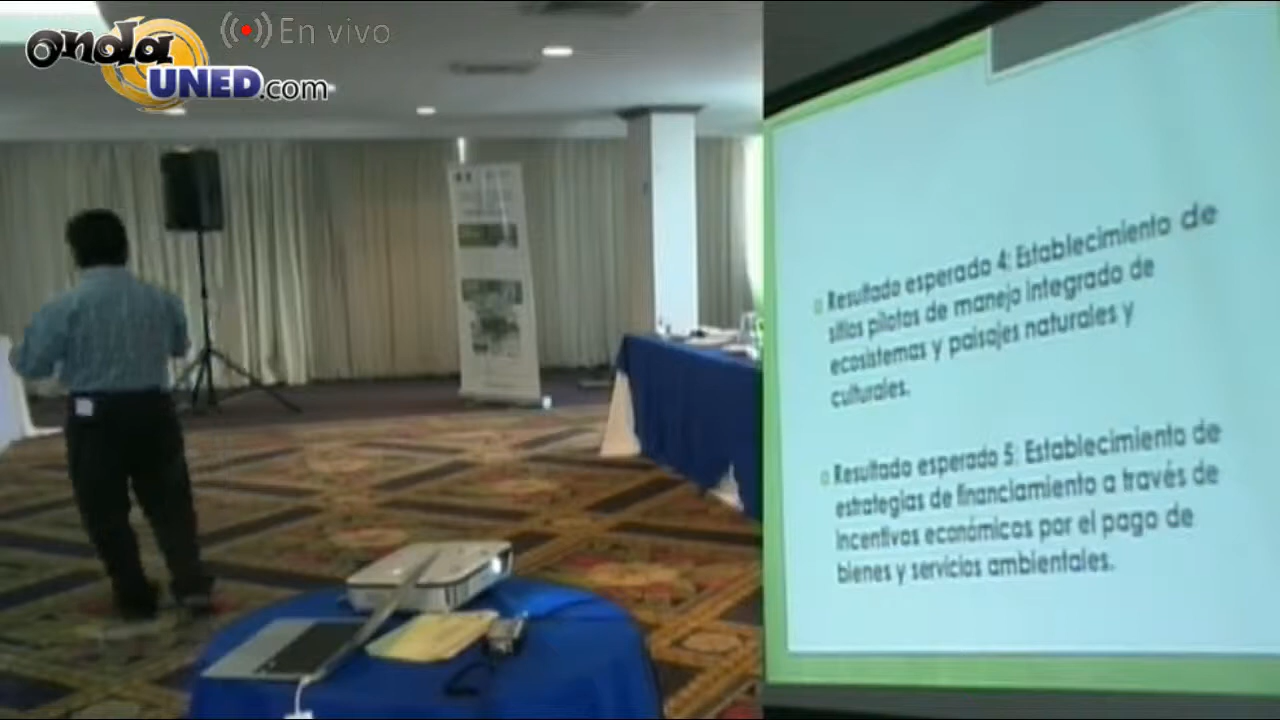 onda
UNED.com
En vivo
Resultado esperado 4: Establecimiento de
sitios pilotos de manejo integrado de
ecosistemas y paisajes naturales y
culturales.
Resultado esperado 5: Establecimiento de
estrategias de financiamiento a través de
incentivos económicos por el pago de
bienes y servicios ambientales.